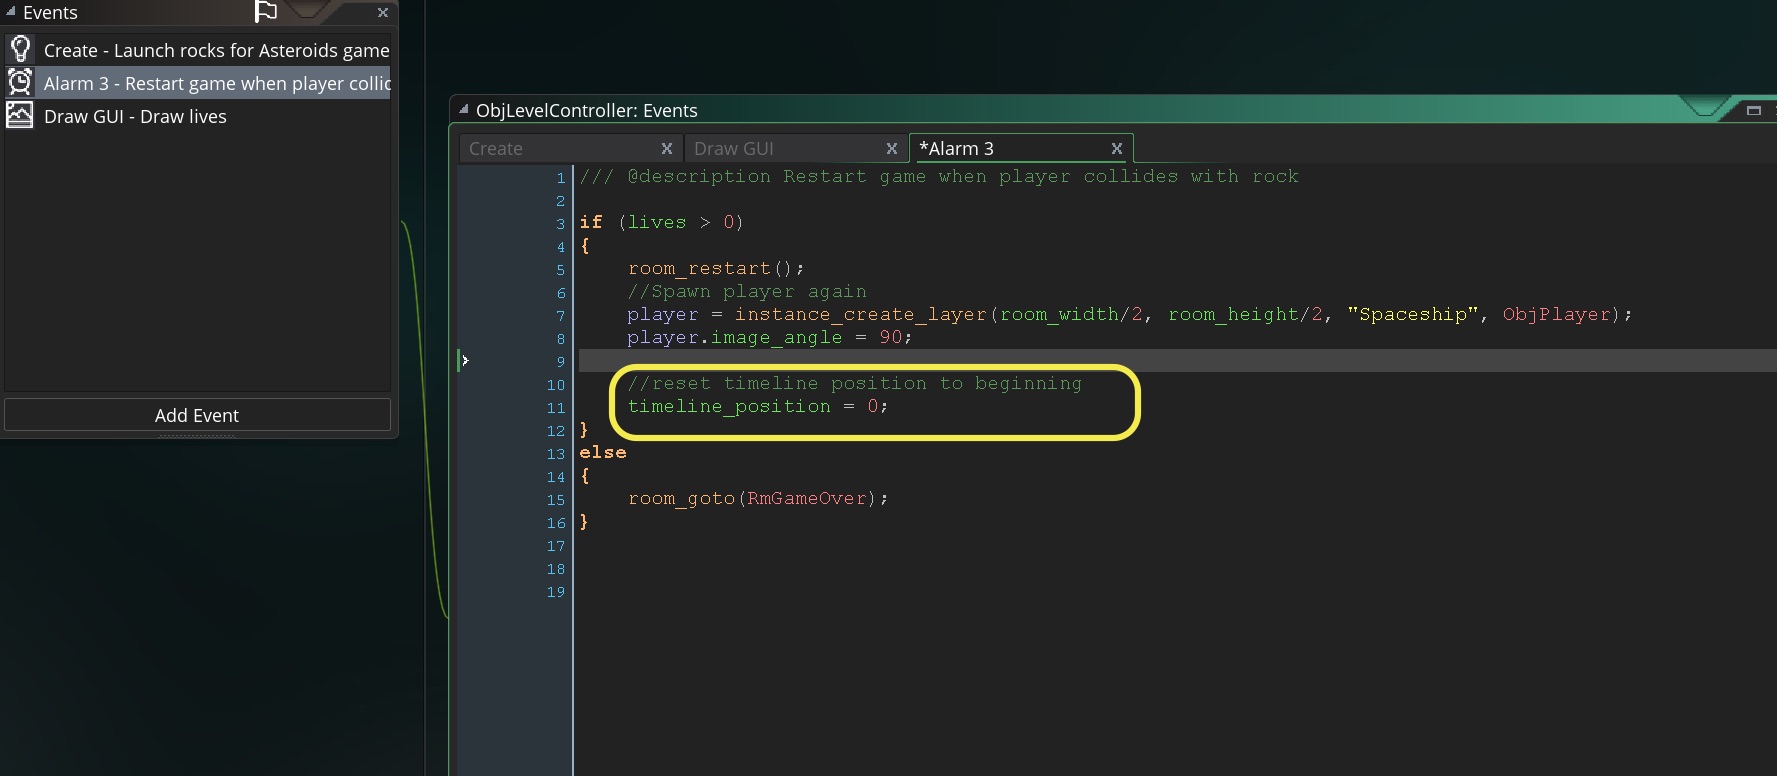 Events
Create - Launch rocks for Asteroids game
Alarm 3 - Restart game when player collid
Draw GUI - Draw lives
Add Event
ObjLevelController: Events
Create x
Draw GUI x
*Alarm 3 x
1 /// @description Restart game when player collides with rock
2
3 if (lives > 0)
4 {
5 room_restart();
6 //Spawn player again
7 player = instance_create_layer(room_width/2, room_height/2, "Spaceship", ObjPlayer);
8 player.image_angle = 90;
9
10 //reset timeline position to beginning
11 timeline_position = 0;
12 }
13 else
14 {
15 room_goto(RmGameOver);
16 }
17
18
19